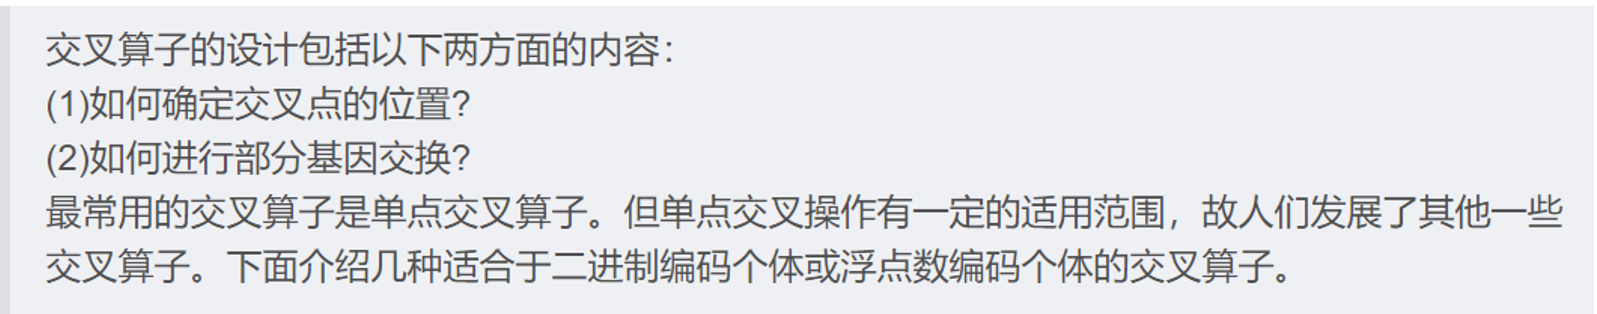 交叉算子的设计包括以下两方面的内容：
(1)如何确定交叉点的位置?
(2)如何进行部分基因交换?
最常用的交叉算子是单点交叉算子。但单点交叉操作有一定的适用范围，故人们发展了其他一些
交叉算子。下面介绍几种适合于二进制编码个体或浮点数编码个体的交叉算子。